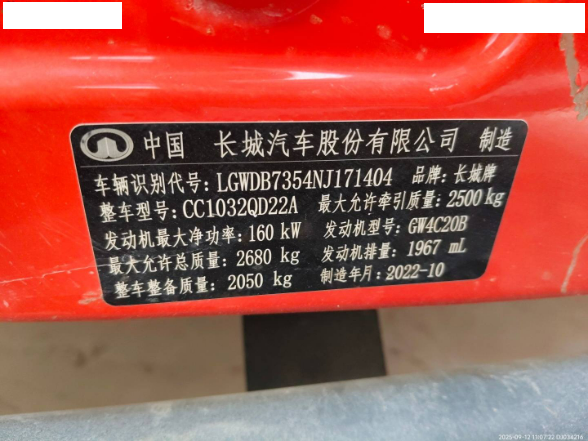 中国 长城汽车股份有限公司 制造
车辆识别代号: LGWDB7354NJ171404 品牌: 长城牌
整车型号: CC1032QD22A 最大允许牵引质量: 2500 kg
发动机最大净功率: 160 kW 发动机型号: GW4C20B
最大允许总质量: 2680 kg 发动机排量: 1967 mL
整车整备质量: 2050 kg 制造年月: 2022-10